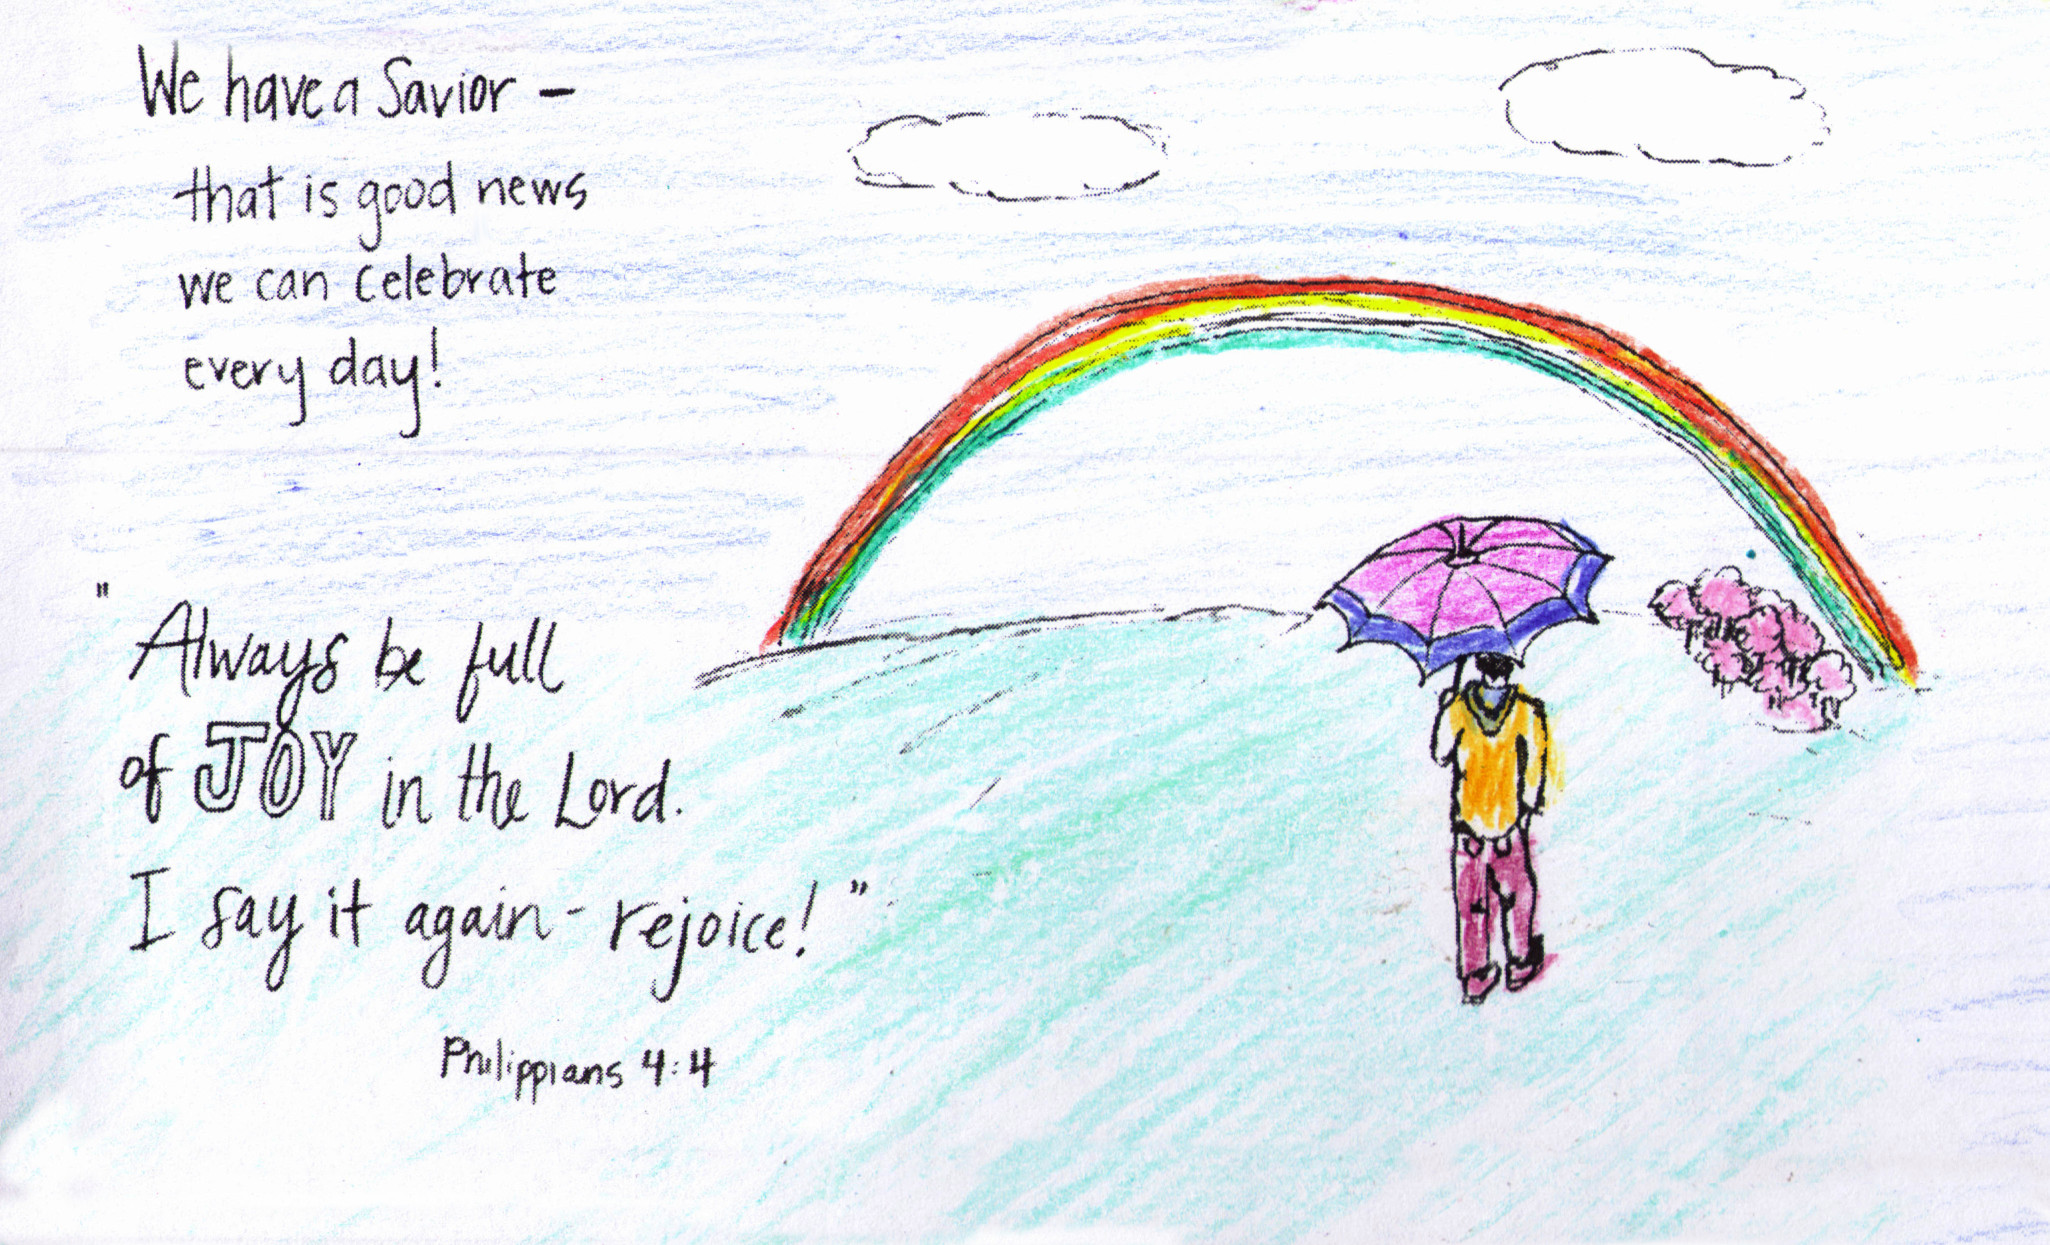 We have a Savior –
that is good news
we can celebrate
every day!
"Always be full
of JOY in the Lord.
I say it again - rejoice!"
Philippians 4:4